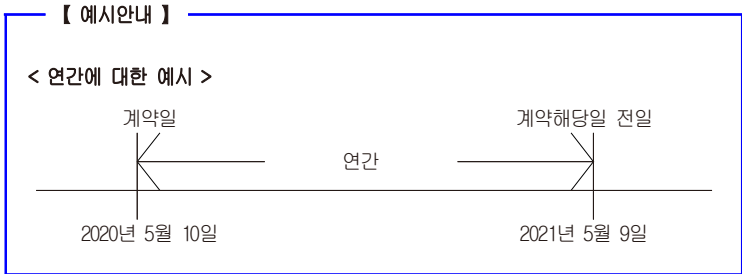 【 예시안내 】
< 연간에 대한 예시 >
계약일 계약해당일 전일
연간
2020년 5월 10일 2021년 5월 9일